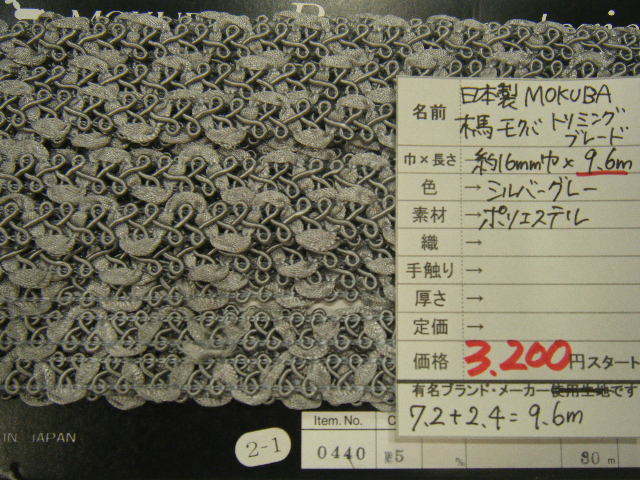 名前 日本製 MOKUBA
木馬 モクバ トリミング
ブレード
巾×長さ 約16mm巾×9.6m
色 → シルバーグレー
素材 → ポリエステル
織 →
手触り →
厚さ →
定価 →
価格 3.200円スタート
有名ブランド・メーカー使用生地です
7.2+2.4=9.6m
IN JAPAN
2-1
Item. No. C
0440 5 30 m